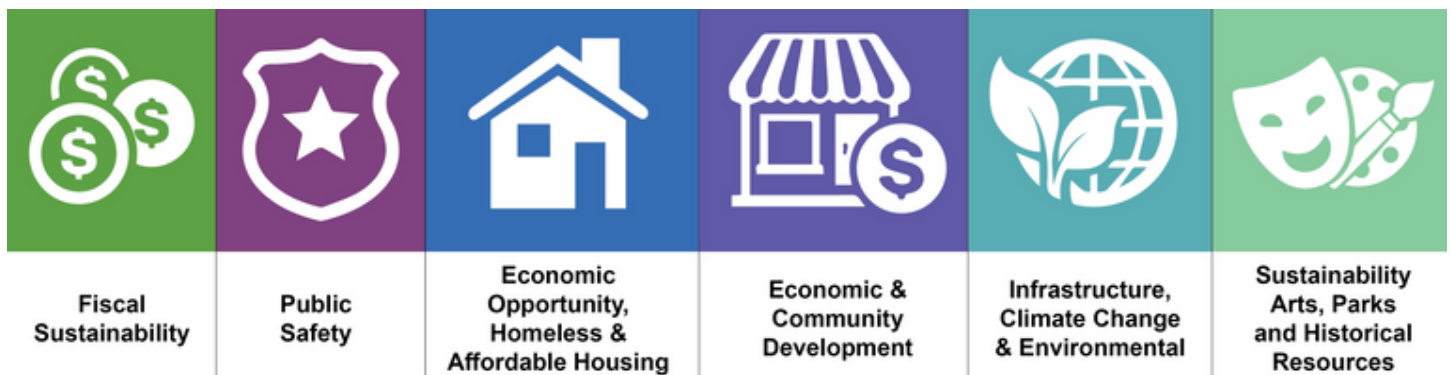 $
$
$
$
Fiscal
Sustainability
Public
Safety
Economic
Opportunity,
Homeless &
Affordable Housing
Economic &
Community
Development
Infrastructure,
Climate Change
& Environmental
Sustainability
Arts, Parks
and Historical
Resources